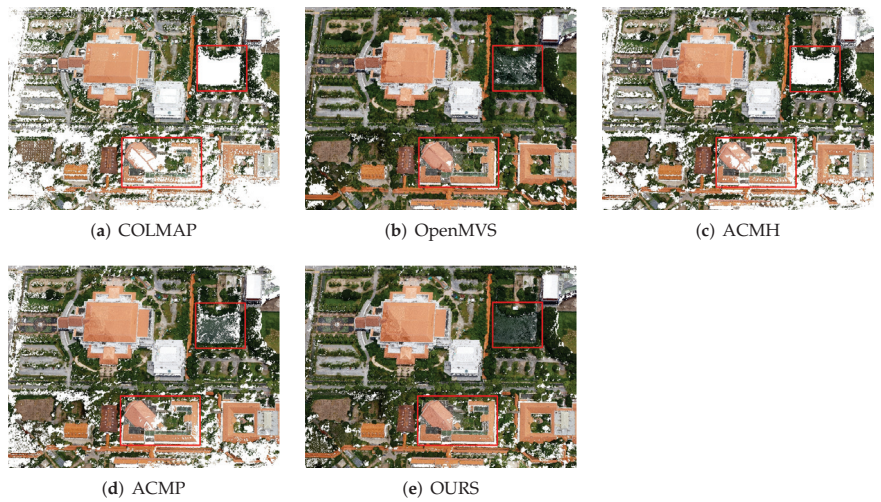 (a) COLMAP
(b) OpenMVS
(c) ACMH
(d) ACMP
(e) OURS